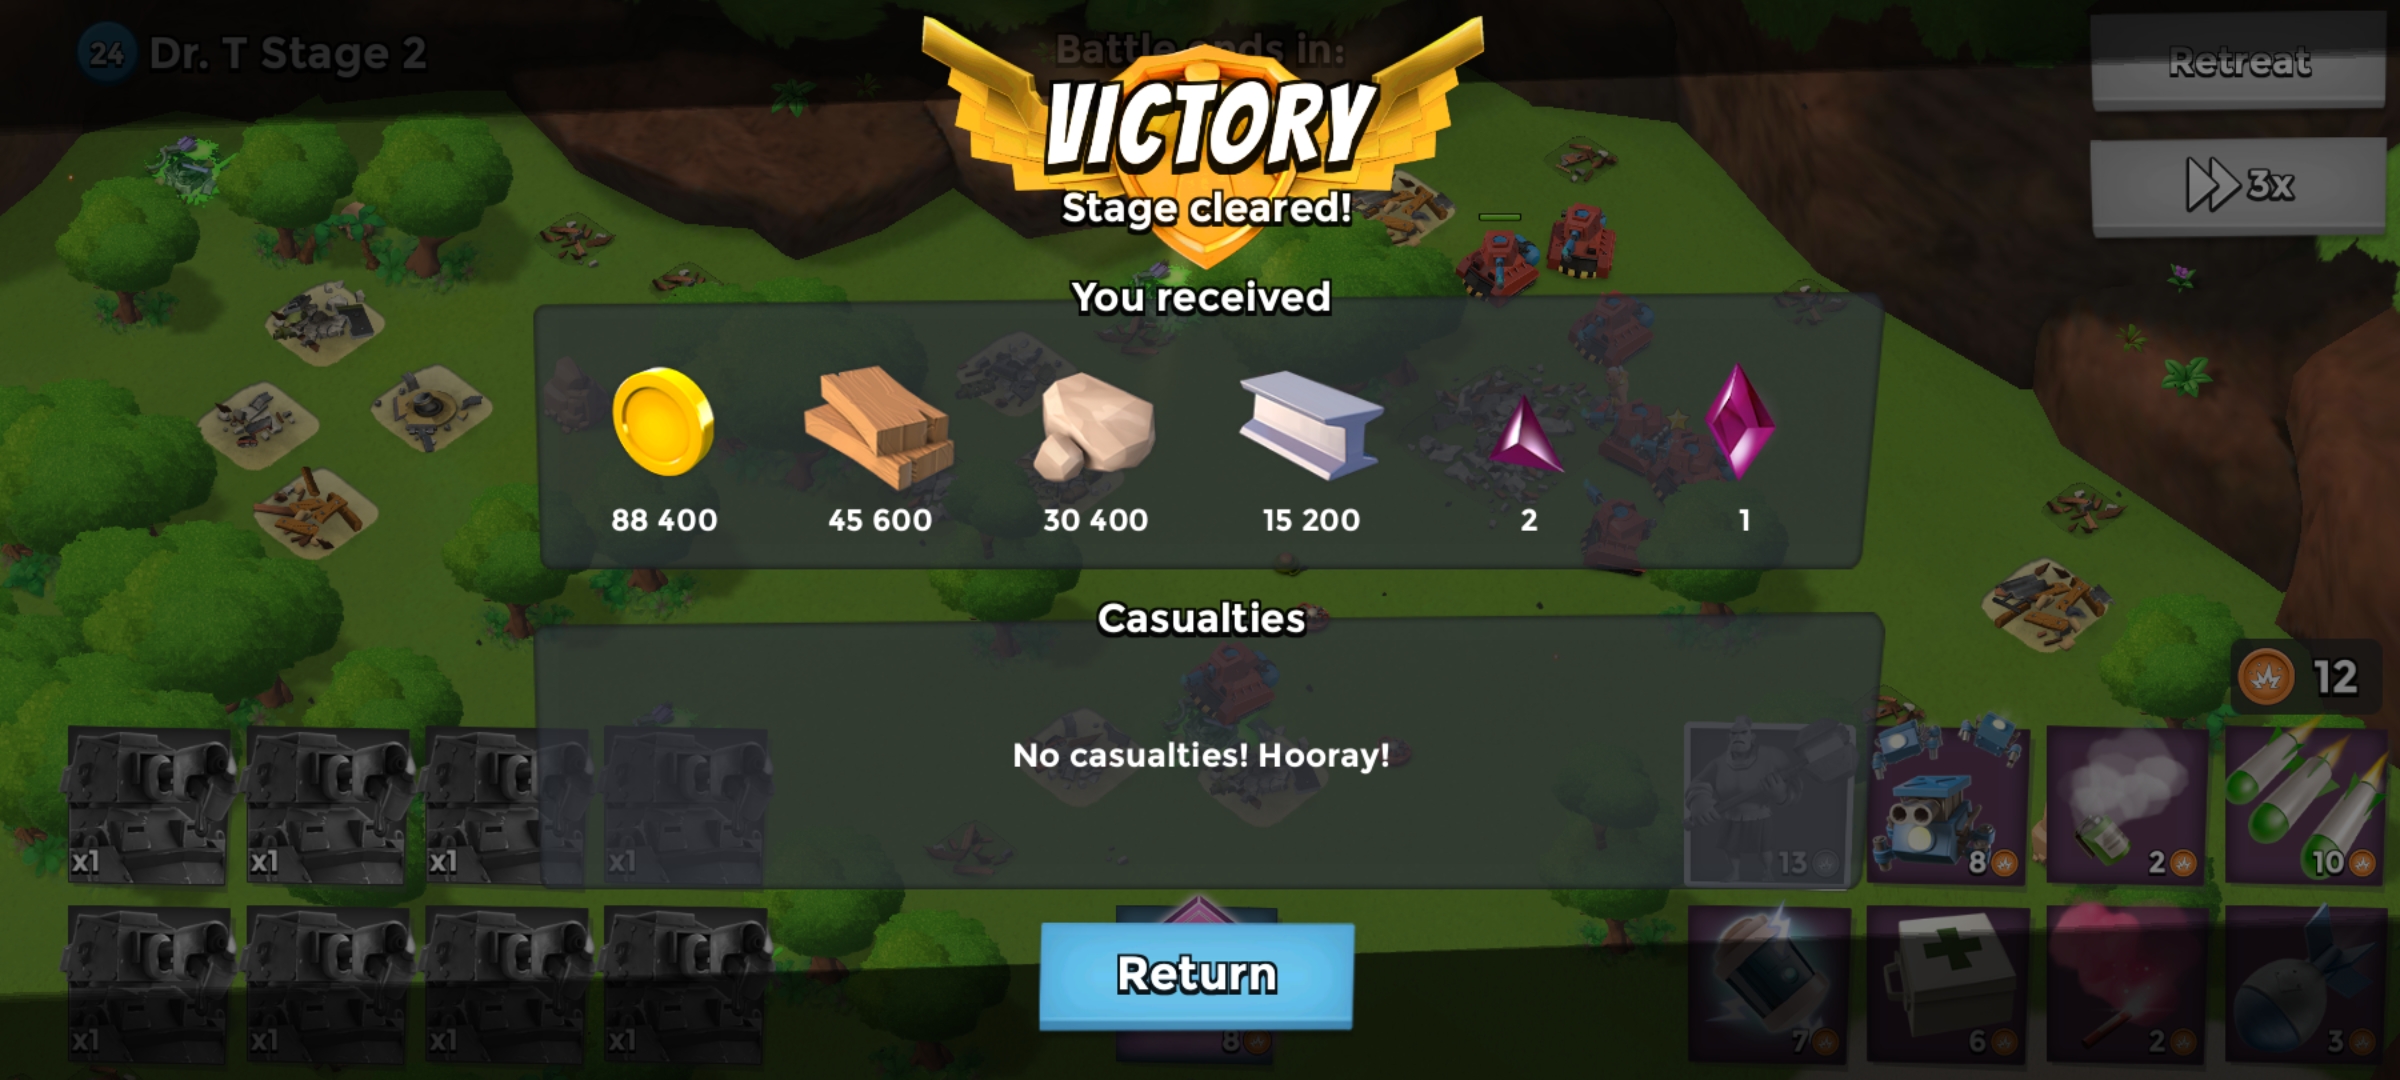 24 Dr. T Stage 2
Battle ends in:
Retreat
3x
VICTORY
Stage cleared!
You received
88 400 45 600 30 400 15 200 2 1
Casualties
No casualties! Hooray!
12
x1 x1 x1 x1
13 8 2 10
Return
x1 x1 x1 x1
8
7 6 2 3